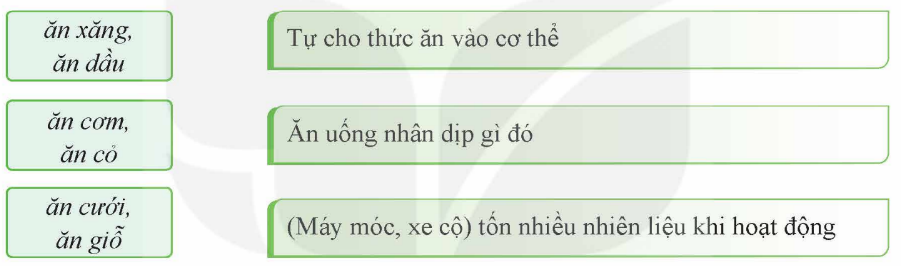 ăn xăng,
ăn dầu
Tự cho thức ăn vào cơ thể
ăn cơm,
ăn cỏ
Ăn uống nhân dịp gì đó
ăn cưới,
ăn giỗ
(Máy móc, xe cộ) tốn nhiều nhiên liệu khi hoạt động